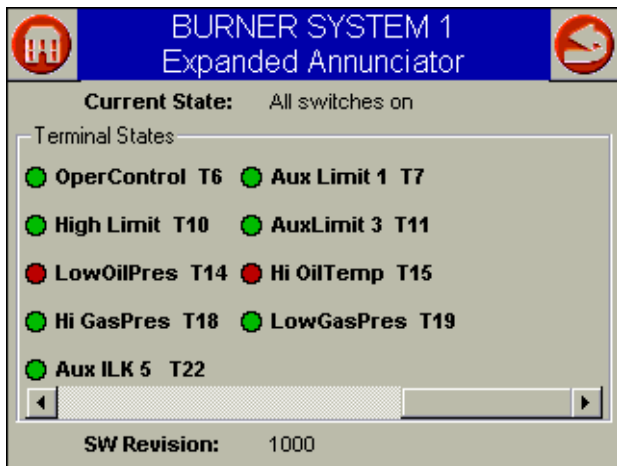 BURNER SYSTEM 1
Expanded Annunciator
Current State: All switches on
Terminal States
OperControl T6 Aux Limit 1 T7
High Limit T10 AuxLimit 3 T11
LowOilPres T14 Hi OilTemp T15
Hi GasPres T18 LowGasPres T19
Aux ILK 5 T22
SW Revision: 1000